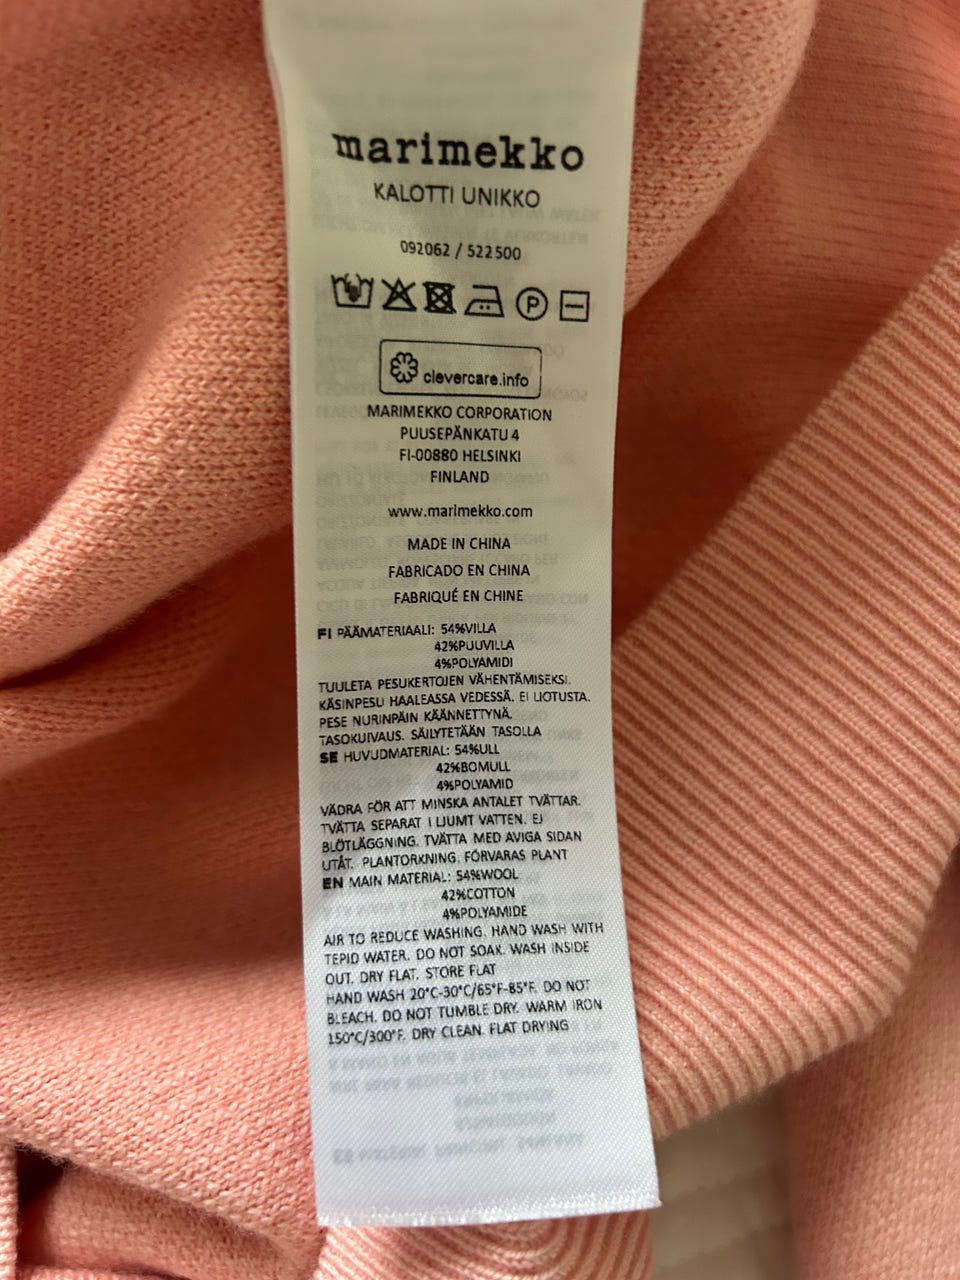 marimekko
KALOTTI UNIKKO
092062 / 522500
P
clevercare.info
MARIMEKKO CORPORATION
PUUSEPÄNKATU 4
FI-00880 HELSINKI
FINLAND
www.marimekko.com
MADE IN CHINA
FABRICADO EN CHINA
FABRIQUÉ EN CHINE
FI PÄÄMATERIAALI: 54%VILLA
42%PUUVILLA
4%POLYAMIDI
TUULETA PESUKERTOJEN VÄHENTÄMISEKSI.
KÄSINPESU HAALEASSA VEDESSÄ. EI LIOTUSTA.
PESE NURINPÄIN KÄÄNNETTYNÄ.
TASOKUIVAUS. SÄILYTETÄÄN TASOLLA
SE HUVUDMATERIAL: 54%ULL
42%BOMULL
4%POLYAMID
VÄDRA FÖR ATT MINSKA ANTALET TVÄTTAR.
TVÄTTA SEPARAT I LJUMT VATTEN. EJ
BLÖTLÄGGNING. TVÄTTA MED AVIGA SIDAN
UTÅT. PLANTORKNING. FÖRVARAS PLANT
EN MAIN MATERIAL: 54%WOOL
42%COTTON
4%POLYAMIDE
AIR TO REDUCE WASHING. HAND WASH WITH
TEPID WATER. DO NOT SOAK. WASH INSIDE
OUT. DRY FLAT. STORE FLAT
HAND WASH 20°C-30°C/65°F-85°F. DO NOT
BLEACH. DO NOT TUMBLE DRY. WARM IRON
150°C/300°F. DRY CLEAN. FLAT DRYING